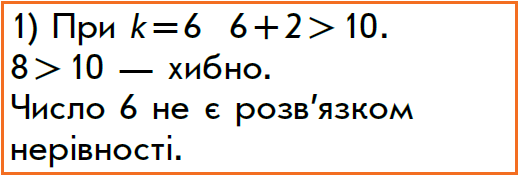 1) При k=6  6+2>10.
8>10 — хибно.
Число 6 не є розв'язком
нерівності.